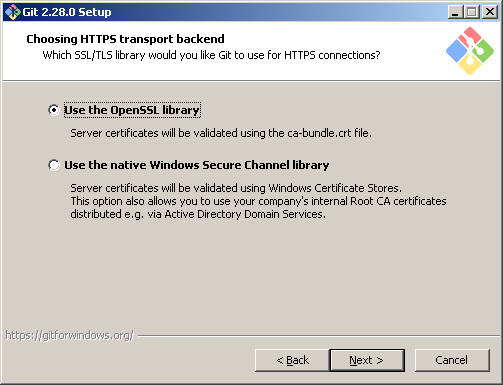 Git 2.28.0 Setup
Choosing HTTPS transport backend
Which SSL/TLS library would you like Git to use for HTTPS connections?
Use the OpenSSL library
Server certificates will be validated using the ca-bundle.crt file.
Use the native Windows Secure Channel library
Server certificates will be validated using Windows Certificate Stores.
This option also allows you to use your company's internal Root CA certificates
distributed e.g. via Active Directory Domain Services.
https://gitforwindows.org/
< Back
Next >
Cancel